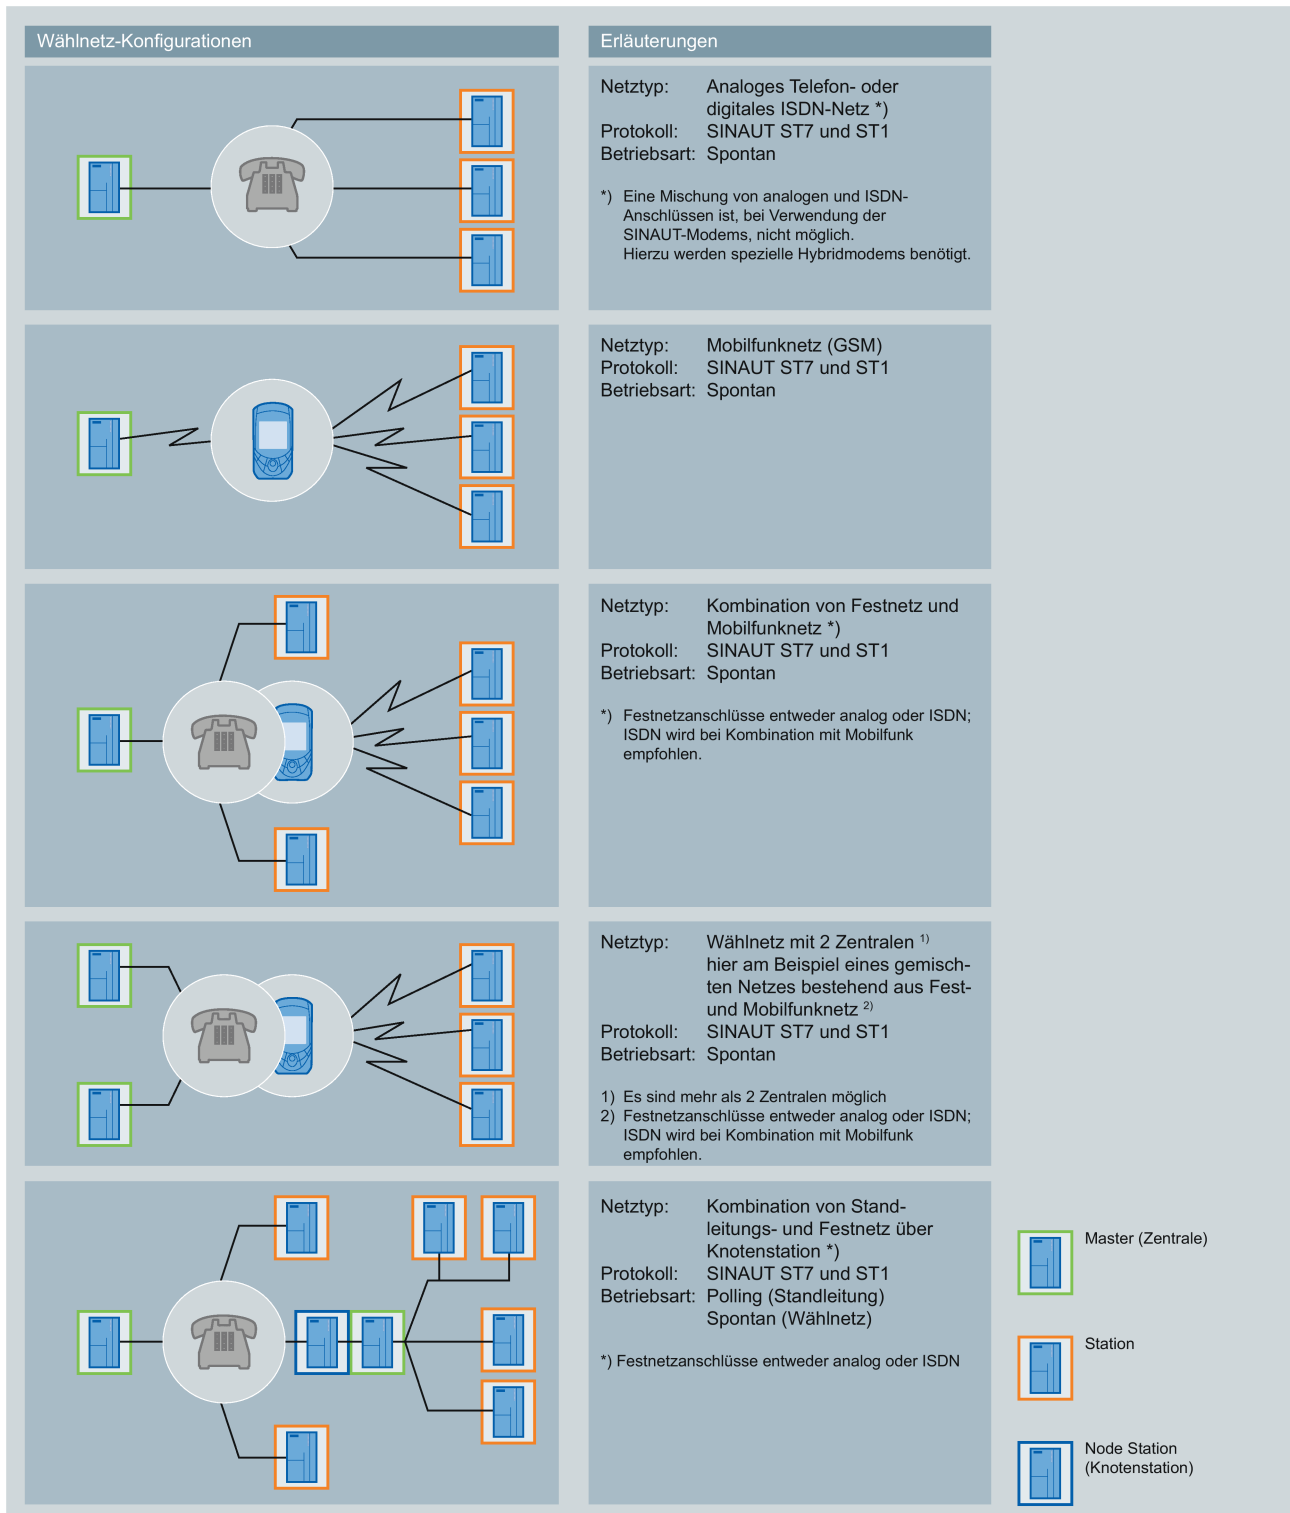 Wählnetz-Konfigurationen
Erläuterungen
Netztyp: Analoges Telefon- oder
digitales ISDN-Netz *)
Protokoll: SINAUT ST7 und ST1
Betriebsart: Spontan
*) Eine Mischung von analogen und ISDN-
Anschlüssen ist, bei Verwendung der
SINAUT-Modems, nicht möglich.
Hierzu werden spezielle Hybridmodems benötigt.
Netztyp: Mobilfunknetz (GSM)
Protokoll: SINAUT ST7 und ST1
Betriebsart: Spontan
Netztyp: Kombination von Festnetz und
Mobilfunknetz *)
Protokoll: SINAUT ST7 und ST1
Betriebsart: Spontan
*) Festnetzanschlüsse entweder analog oder ISDN;
ISDN wird bei Kombination mit Mobilfunk
empfohlen.
Netztyp: Wählnetz mit 2 Zentralen 1)
hier am Beispiel eines gemisch-
ten Netzes bestehend aus Fest-
und Mobilfunknetz 2)
Protokoll: SINAUT ST7 und ST1
Betriebsart: Spontan
1) Es sind mehr als 2 Zentralen möglich
2) Festnetzanschlüsse entweder analog oder ISDN;
ISDN wird bei Kombination mit Mobilfunk
empfohlen.
Netztyp: Kombination von Stand-
leitungs- und Festnetz über
Knotenstation *)
Protokoll: SINAUT ST7 und ST1
Betriebsart: Polling (Standleitung)
Spontan (Wählnetz)
*) Festnetzanschlüsse entweder analog oder ISDN
Master (Zentrale)
Station
Node Station
(Knotenstation)